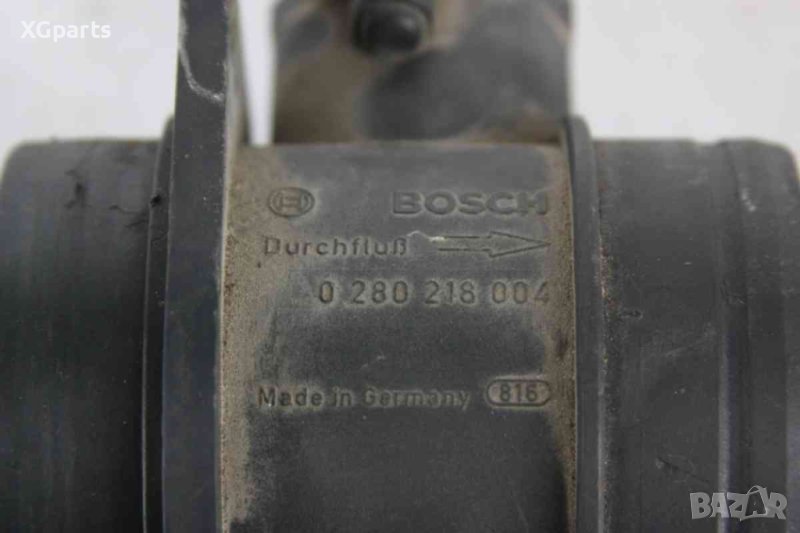 XGparts
BOSCH
Durchfluß
0 280 218 004
Made in Germany 816
BAZAR